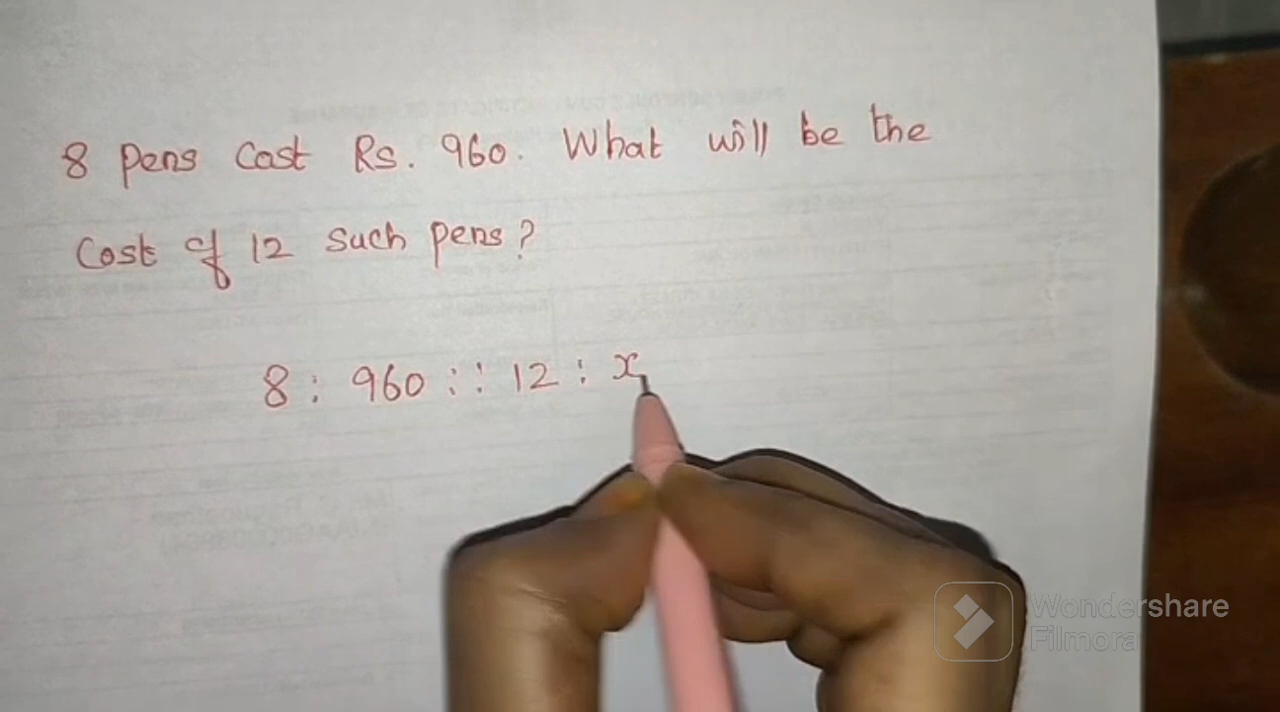 8 pens cost Rs. 960. What will be the
Cost of 12 such pens?
8 : 960 :: 12 : x
Wondershare
Filmora